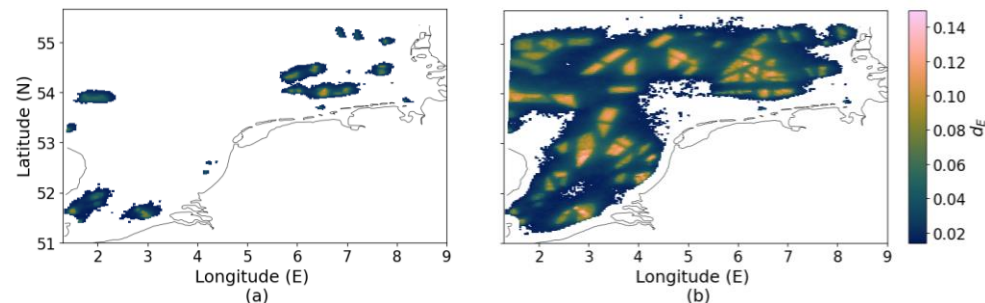 Latitude (N)
55
54
53
52
51
2 3 4 5 6 7 8 9
Longitude (E)
(a)
2 3 4 5 6 7 8 9
Longitude (E)
(b)
0.14
0.12
0.10
0.08
0.06
0.04
0.02
d_E